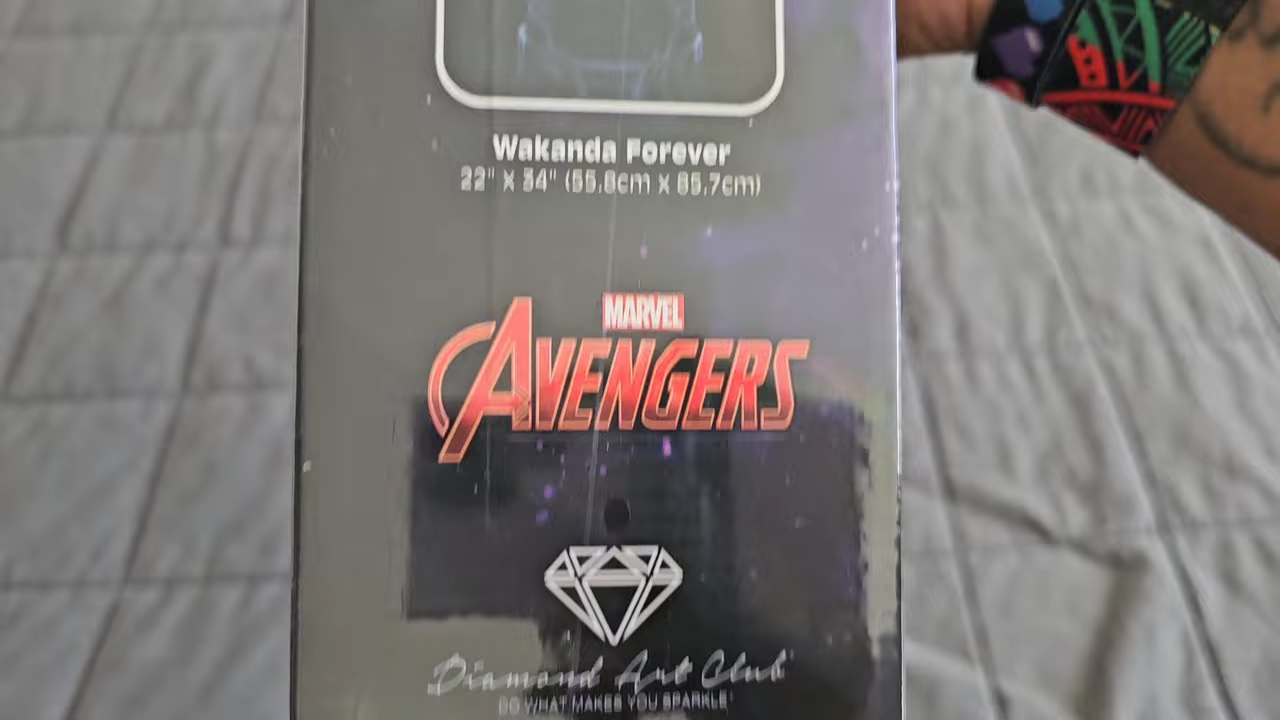 Wakanda Forever
22" X 34" (55.8cm x 85.7cm)
MARVEL
AVENGERS
Diamond Art Club
DO WHAT MAKES YOU SPARKLE